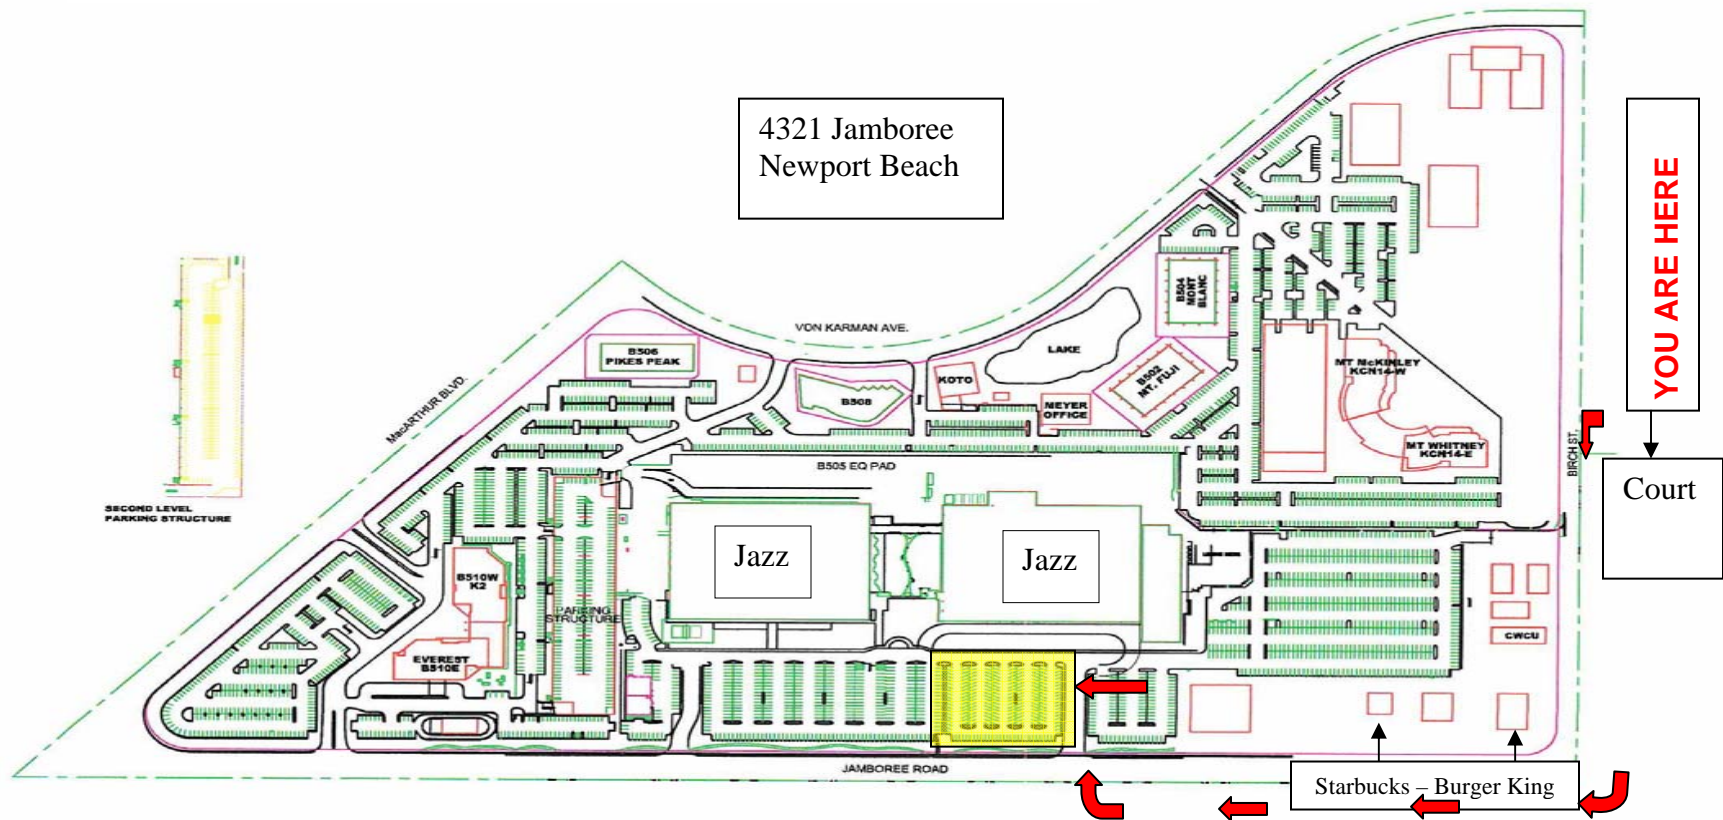 4321 Jamboree
Newport Beach
YOU ARE HERE
Court
BIRCH ST.
VON KARMAN AVE.
MacARTHUR BLVD.
B506
PIKES PEAK
B508
KOTO
LAKE
MEYER
OFFICE
B504
MONT
BLANC
B502
MT. FUJI
MT McKINLEY
KCN14-W
MT WHITNEY
KCN14-E
B505 EQ PAD
SECOND LEVEL
PARKING STRUCTURE
Jazz
Jazz
B510W
K2
PARKING
STRUCTURE
EVEREST
B510E
CWCU
JAMBOREE ROAD
Starbucks – Burger King